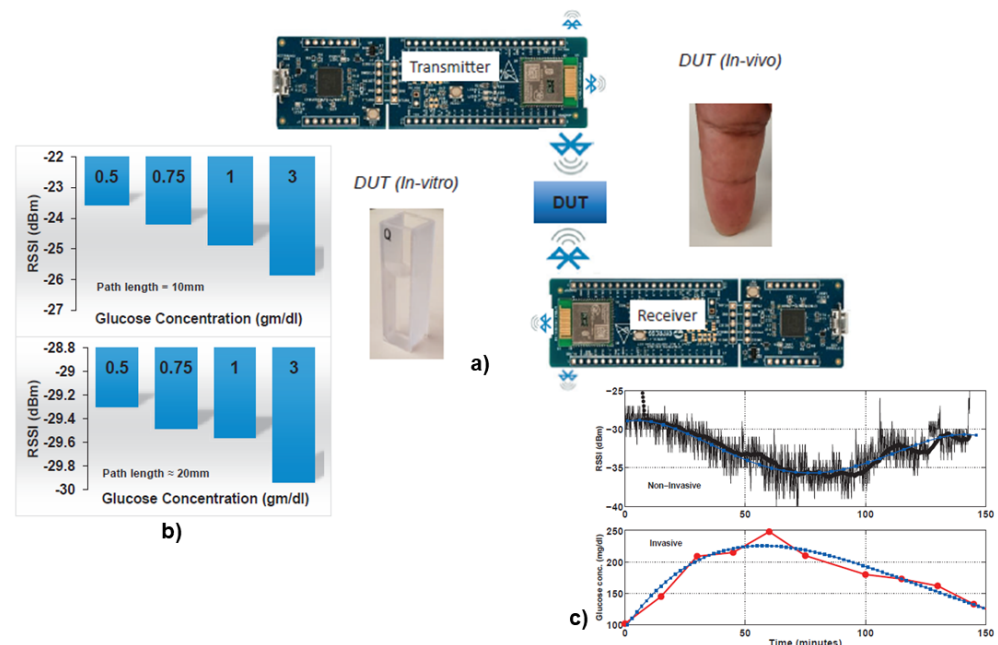 Transmitter
DUT (In-vivo)
DUT (In-vitro)
Q
DUT
Receiver
a)
-22
-23
-24
-25
-26
-27
RSSI (dBm)
0.5 0.75 1 3
Path length = 10mm
Glucose Concentration (gm/dl)
-28.8
-29
-29.2
-29.4
-29.6
-29.8
-30
RSSI (dBm)
0.5 0.75 1 3
Path length ≈ 20mm
Glucose Concentration (gm/dl)
b)
−25
−30
−35
−40
RSSI (dBm)
Non−Invasive
0 50 100 150
250
200
150
100
Glucose conc. (mg/dl)
Invasive
0 50 100 150
Time (minutes)
c)